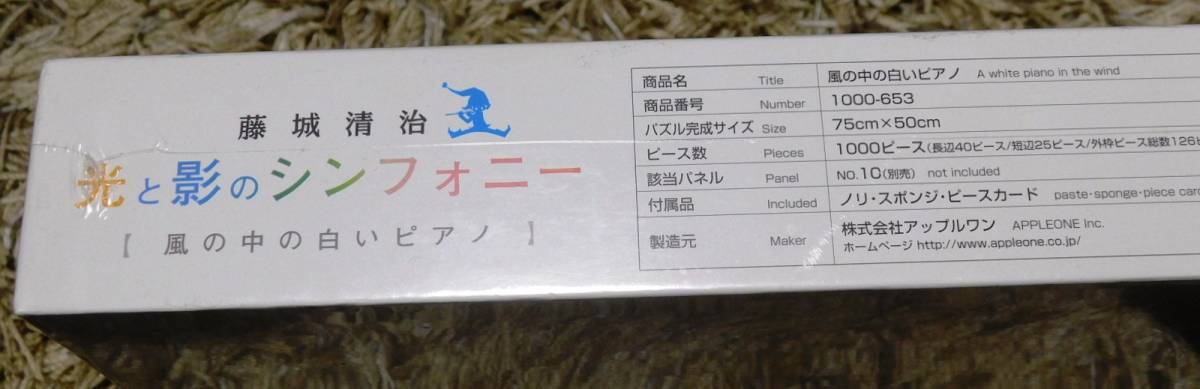 藤城清治
光と影のシンフォニー
【 風の中の白いピアノ 】
商品名 Title 風の中の白いピアノ A white piano in the wind
商品番号 Number 1000-653
パズル完成サイズ Size 75cm×50cm
ピース数 Pieces 1000ピース(長辺40ピース/短辺25ピース/外枠ピース総数126ピ
該当パネル Panel NO.10(別売) not included
付属品 Included ノリ・スポンジ・ピースカード paste・sponge・piece card
製造元 Maker 株式会社アップルワン APPLEONE Inc.
ホームページ http://www.appleone.co.jp/